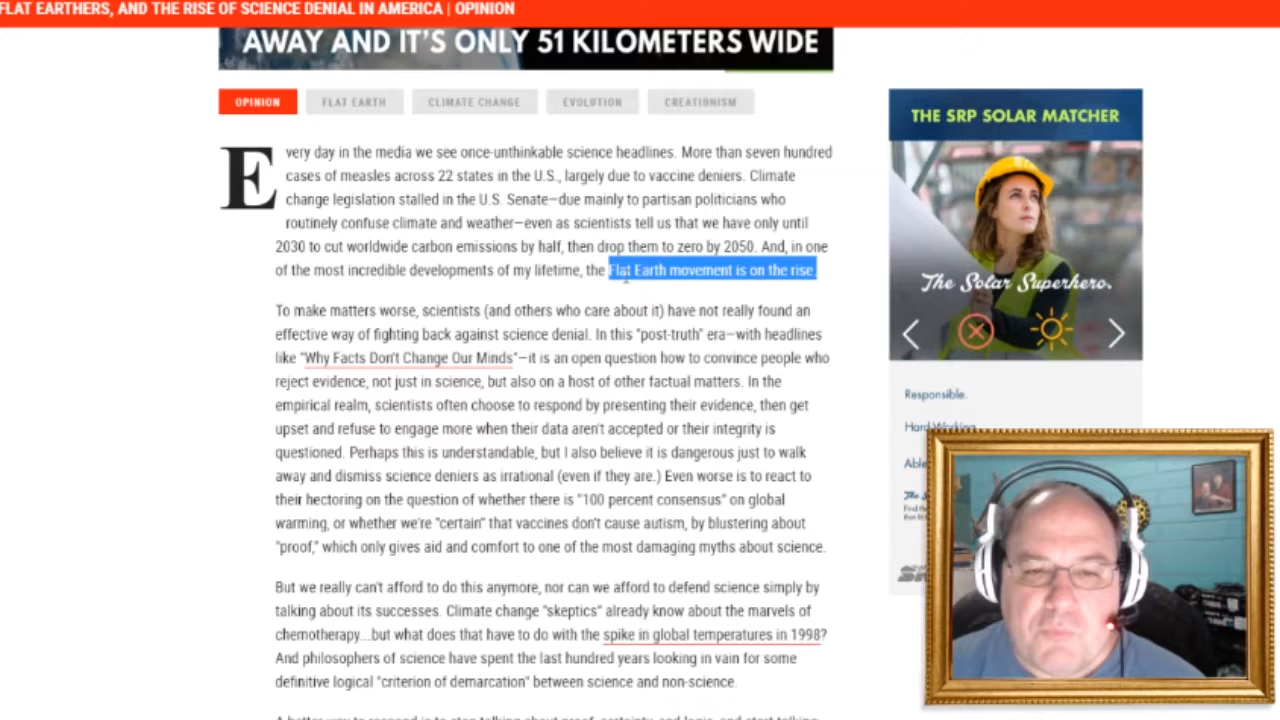 FLAT EARTHERS, AND THE RISE OF SCIENCE DENIAL IN AMERICA | OPINION
AWAY AND IT'S ONLY 51 KILOMETERS WIDE
OPINION
FLAT EARTH
CLIMATE CHANGE
EVOLUTION
CREATIONISM
Every day in the media we see once-unthinkable science headlines. More than seven hundred
cases of measles across 22 states in the U.S., largely due to vaccine deniers. Climate
change legislation stalled in the U.S. Senate—due mainly to partisan politicians who
routinely confuse climate and weather—even as scientists tell us that we have only until
2030 to cut worldwide carbon emissions by half, then drop them to zero by 2050. And, in one
of the most incredible developments of my lifetime, the Flat Earth movement is on the rise.
To make matters worse, scientists (and others who care about it) have not really found an
effective way of fighting back against science denial. In this "post-truth" era—with headlines
like "Why Facts Don't Change Our Minds"—it is an open question how to convince people who
reject evidence, not just in science, but also on a host of other factual matters. In the
empirical realm, scientists often choose to respond by presenting their evidence, then get
upset and refuse to engage more when their data aren't accepted or their integrity is
questioned. Perhaps this is understandable, but I also believe it is dangerous just to walk
away and dismiss science deniers as irrational (even if they are.) Even worse is to react to
their hectoring on the question of whether there is "100 percent consensus" on global
warming, or whether we're "certain" that vaccines don't cause autism, by blustering about
"proof," which only gives aid and comfort to one of the most damaging myths about science.
But we really can't afford to do this anymore, nor can we afford to defend science simply by
talking about its successes. Climate change "skeptics" already know about the marvels of
chemotherapy....but what does that have to do with the spike in global temperatures in 1998?
And philosophers of science have spent the last hundred years looking in vain for some
definitive logical "criterion of demarcation" between science and non-science.
A better way to respond is to stop talking about proof, certainty, and logic, and start talking
THE SRP SOLAR MATCHER
The Solar Superhero.
Responsible.
Hard Working.
Able